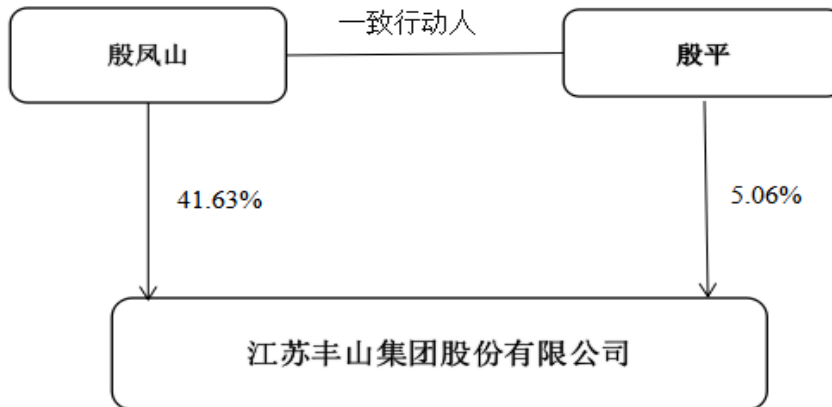 一致行动人
殷凤山
殷平
41.63%
5.06%
江苏丰山集团股份有限公司